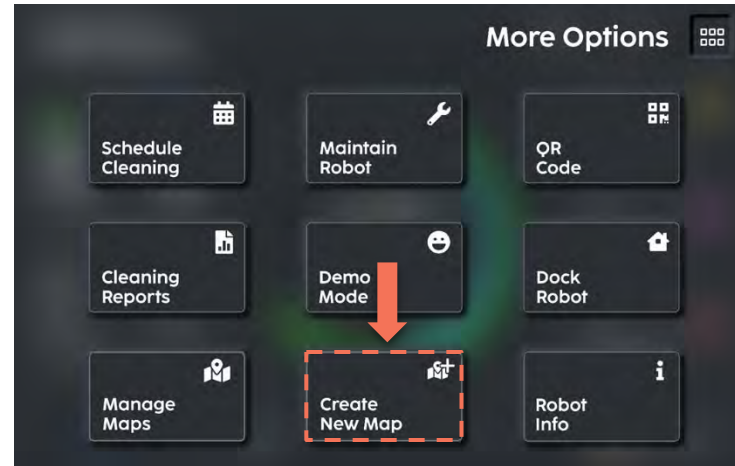 More Options
Schedule
Cleaning
Maintain
Robot
QR
Code
Cleaning
Reports
Demo
Mode
Dock
Robot
Manage
Maps
Create
New Map
Robot
Info